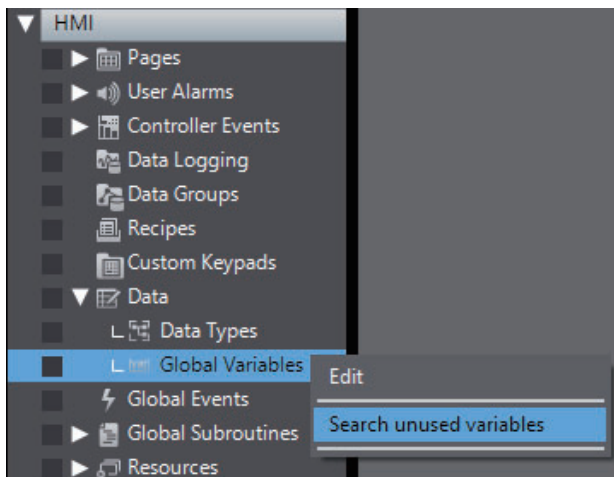 HMI
Pages
User Alarms
Controller Events
Data Logging
Data Groups
Recipes
Custom Keypads
Data
Data Types
Global Variables
Edit
Global Events
Search unused variables
Global Subroutines
Resources